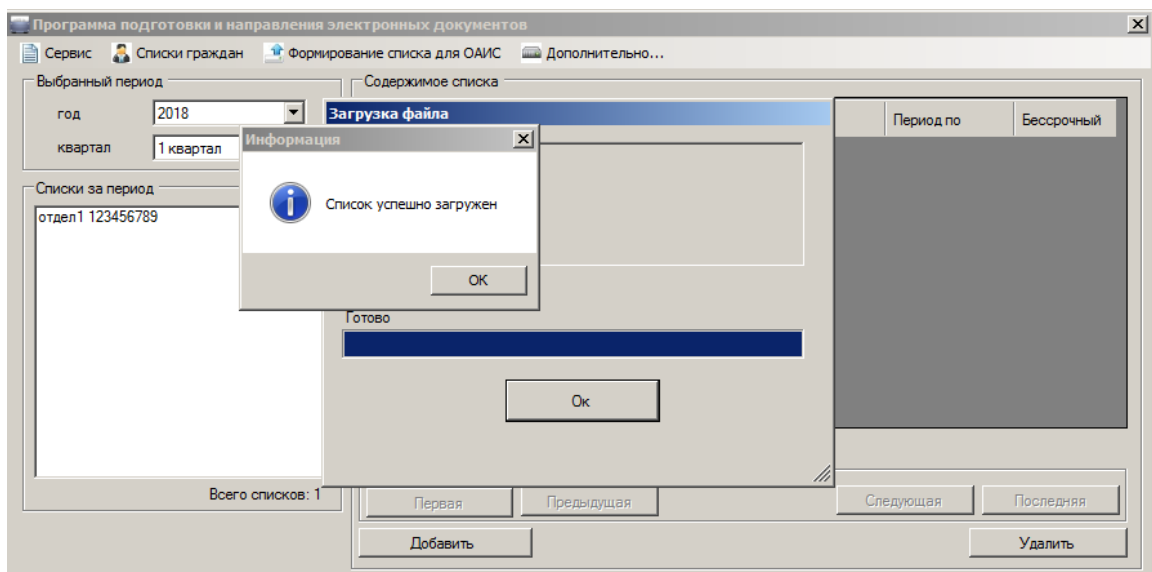 Программа подготовки и направления электронных документов
Сервис Списки граждан Формирование списка для ОАИС Дополнительно...
Выбранный период
год 2018
квартал 1 квартал
Списки за период
отдел1 123456789
Всего списков: 1
Содержимое списка
Период по Бессрочный
Загрузка файла
Информация
Список успешно загружен
ОК
Готово
Ок
Первая Предыдущая Следующая Последняя
Добавить Удалить